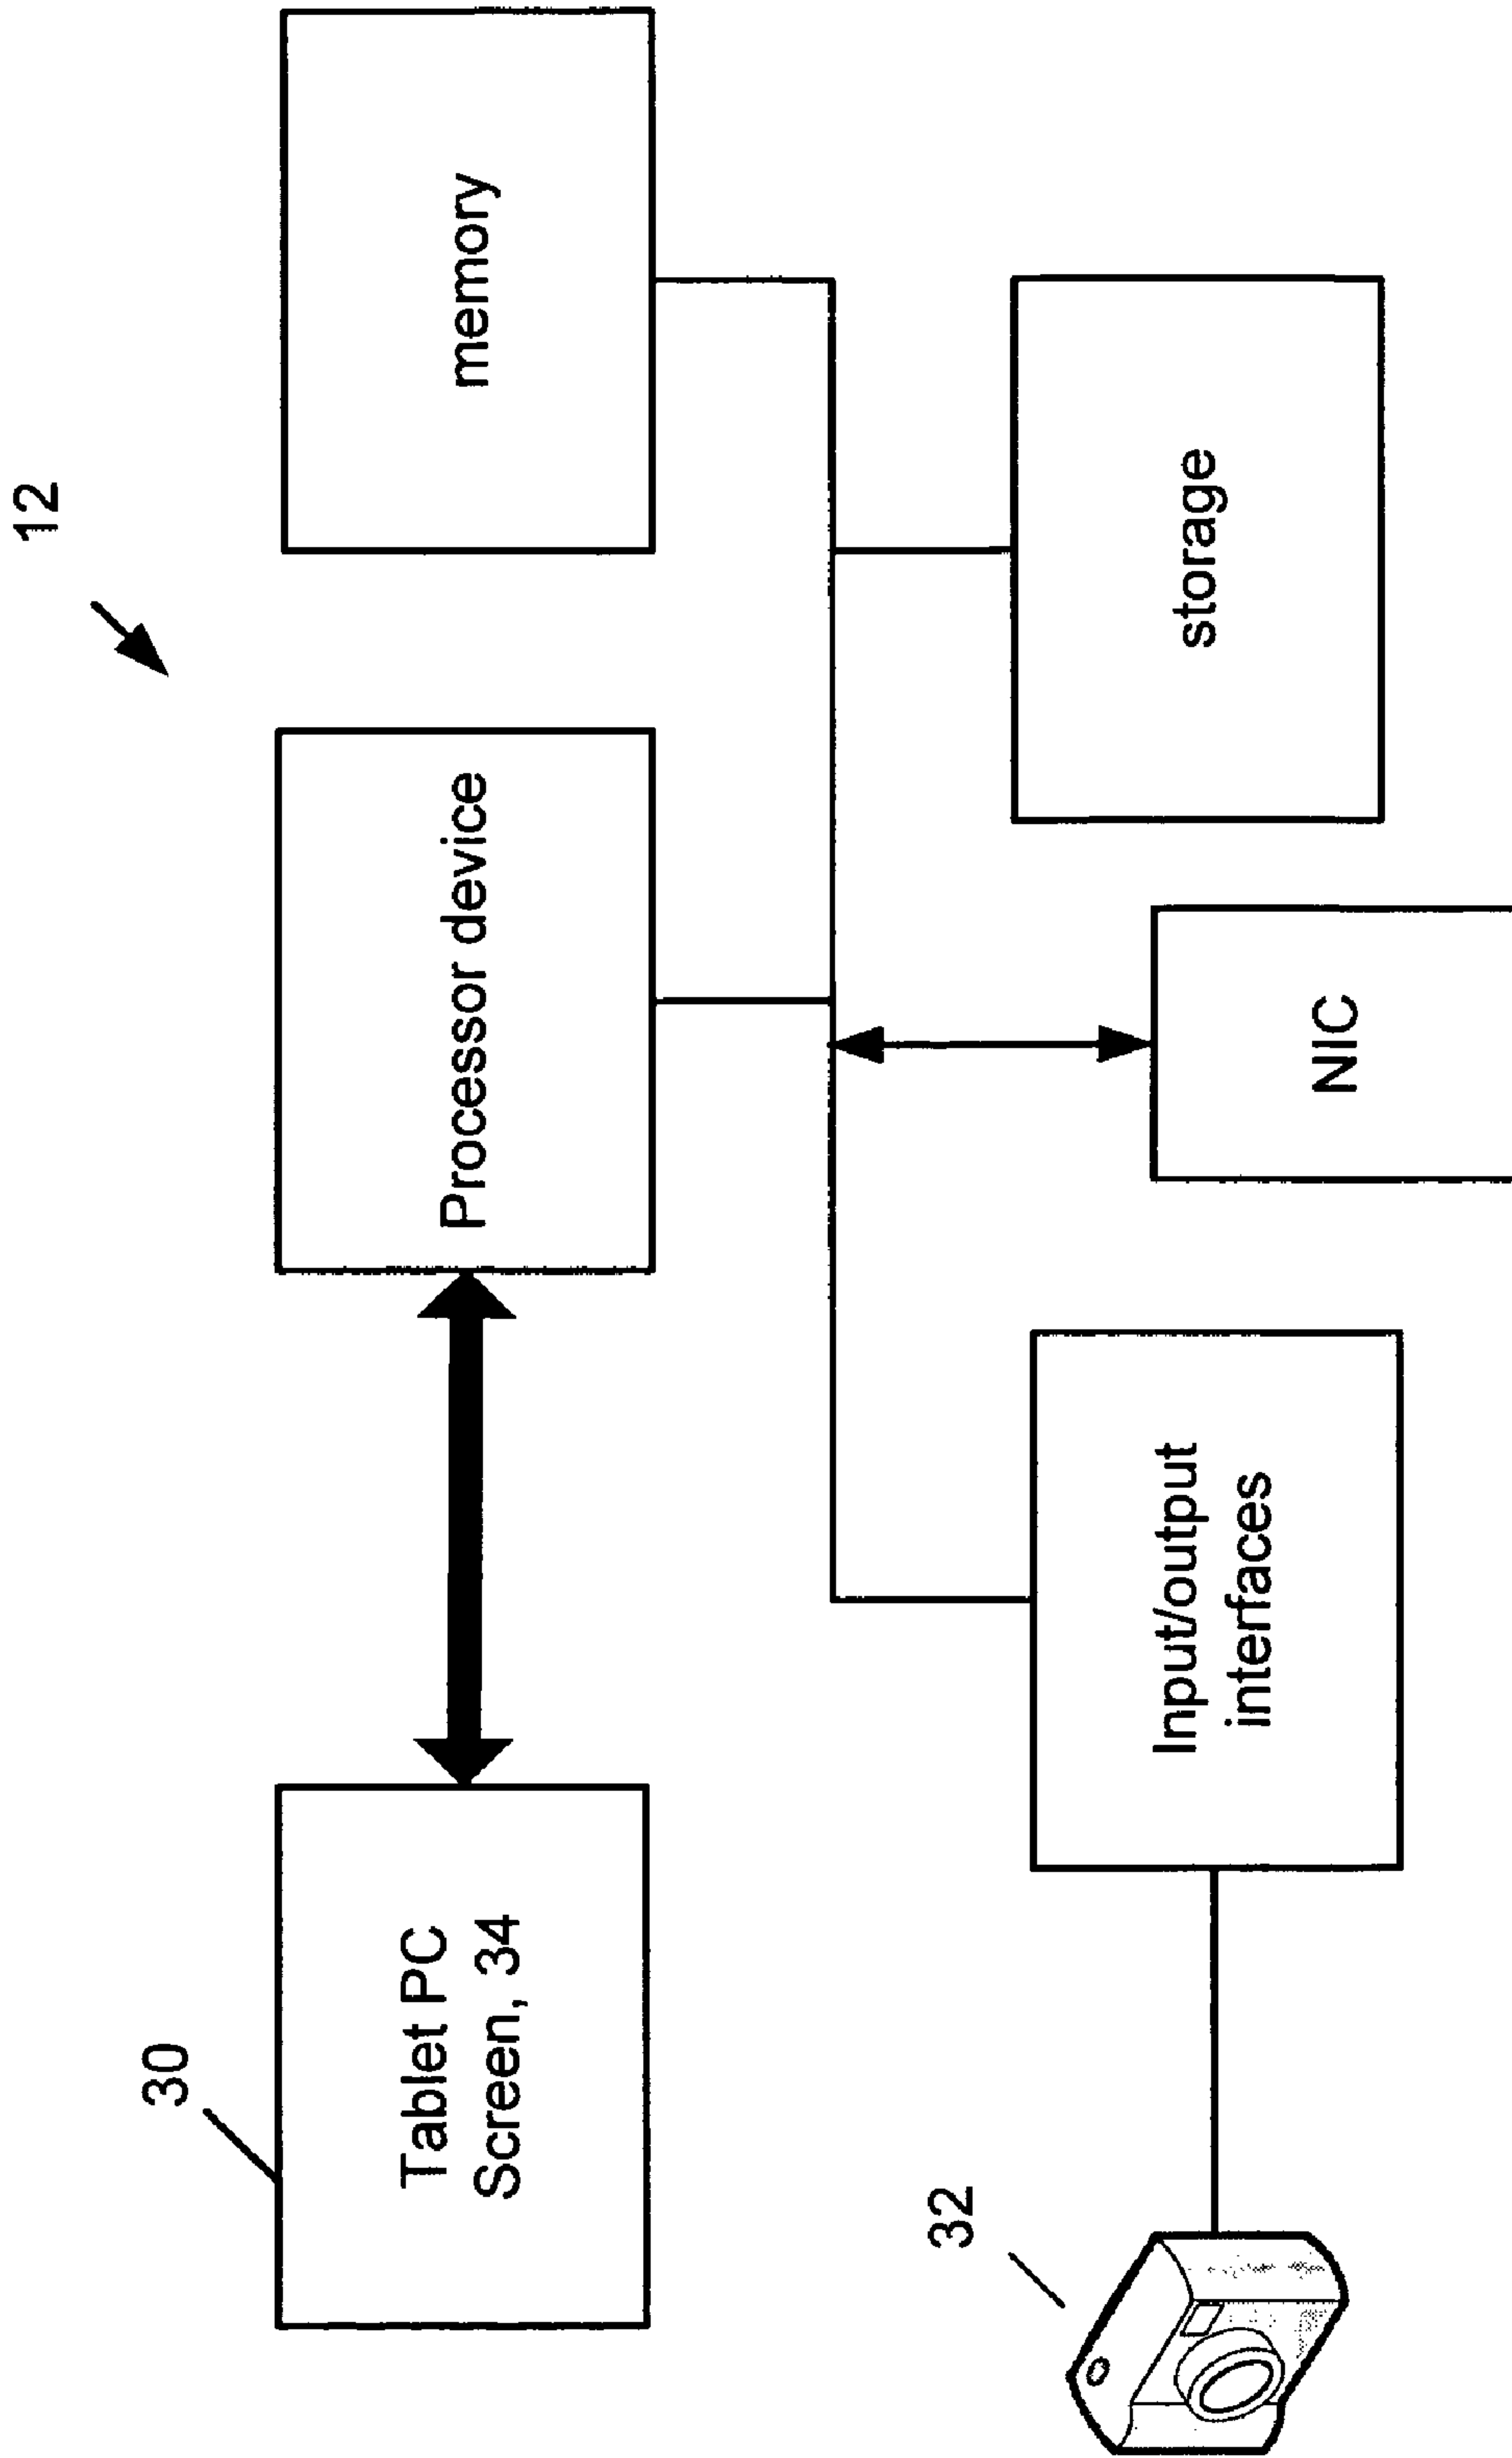 12
30
Tablet PC
Screen, 34
Processor device
memory
32
Input/output
interfaces
NIC
storage